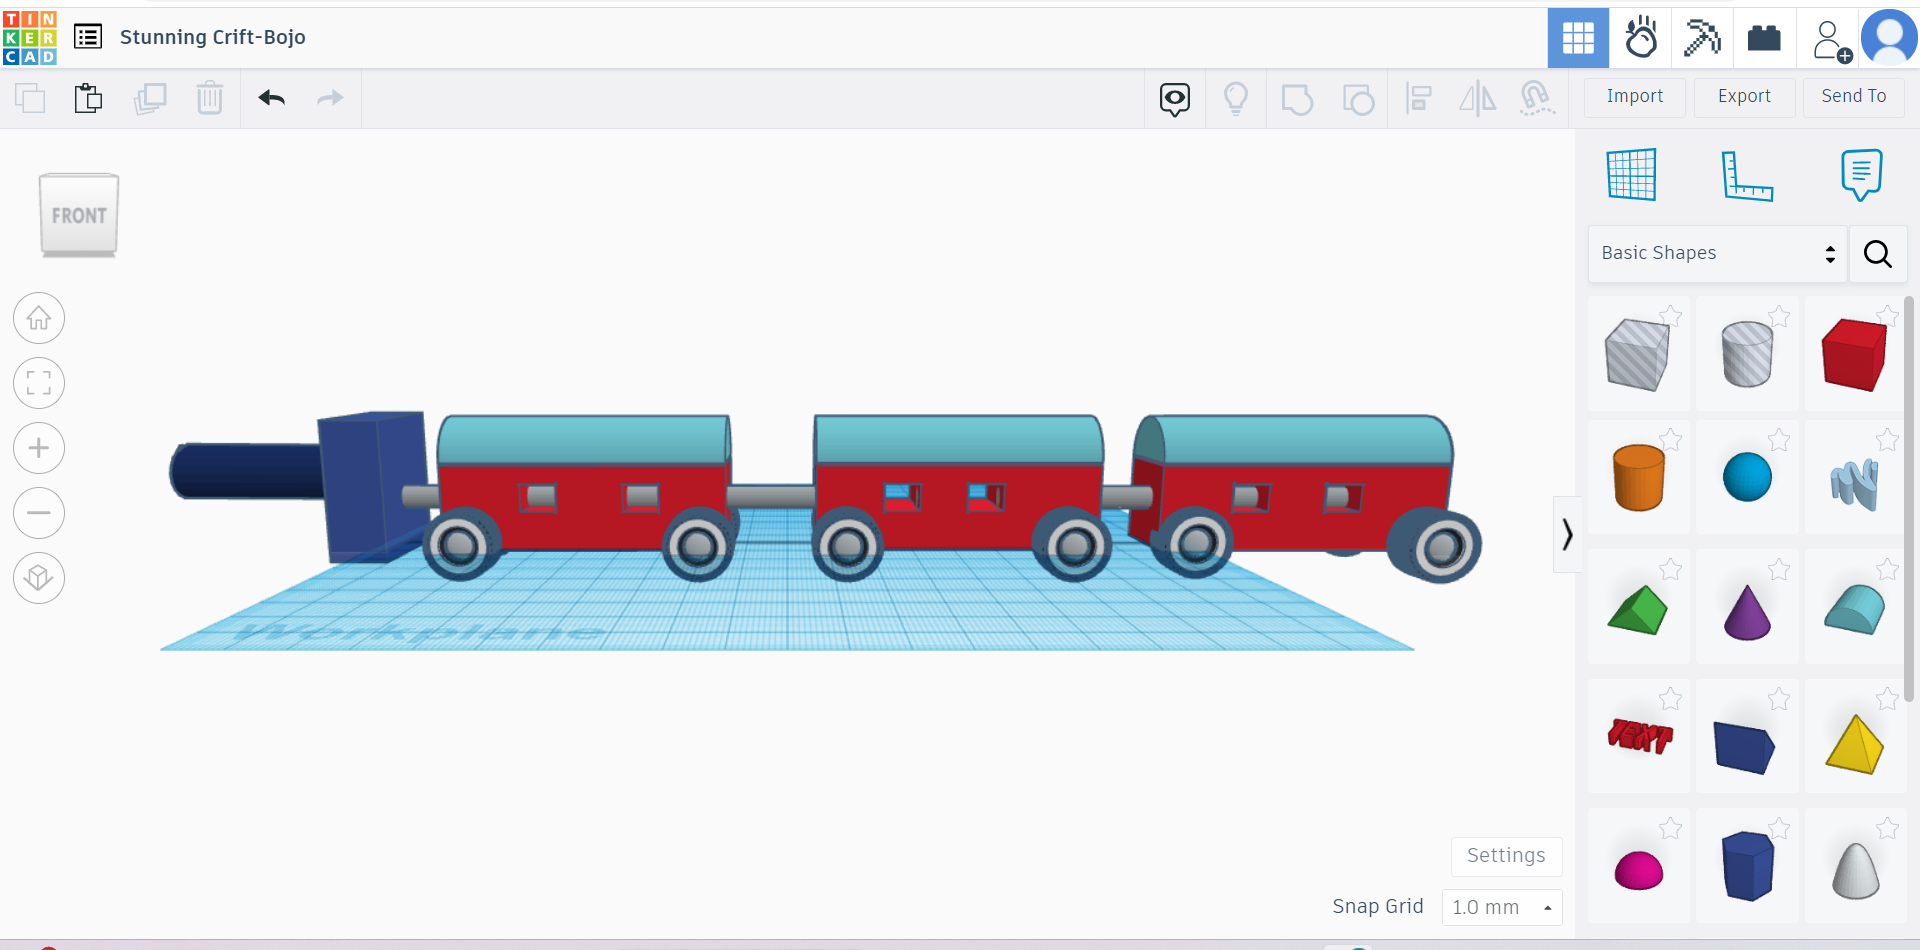 TIN
KER
CAD
Stunning Crift-Bojo
Import
Export
Send To
FRONT
Basic Shapes
Workplane
TEXT
Settings
Snap Grid
1.0 mm